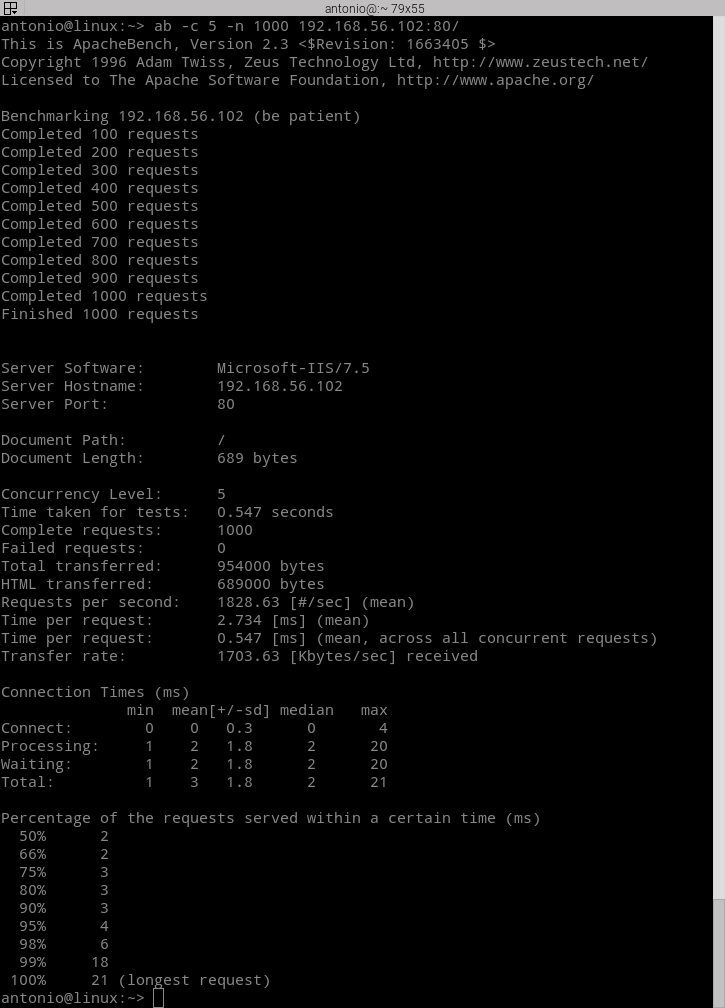 antonio@:~ 79x55
antonio@linux:~> ab -c 5 -n 1000 192.168.56.102:80/
This is ApacheBench, Version 2.3 <$Revision: 1663405 $>
Copyright 1996 Adam Twiss, Zeus Technology Ltd, http://www.zeustech.net/
Licensed to The Apache Software Foundation, http://www.apache.org/

Benchmarking 192.168.56.102 (be patient)
Completed 100 requests
Completed 200 requests
Completed 300 requests
Completed 400 requests
Completed 500 requests
Completed 600 requests
Completed 700 requests
Completed 800 requests
Completed 900 requests
Completed 1000 requests
Finished 1000 requests


Server Software:        Microsoft-IIS/7.5
Server Hostname:        192.168.56.102
Server Port:            80

Document Path:          /
Document Length:        689 bytes

Concurrency Level:      5
Time taken for tests:   0.547 seconds
Complete requests:      1000
Failed requests:        0
Total transferred:      954000 bytes
HTML transferred:       689000 bytes
Requests per second:    1828.63 [#/sec] (mean)
Time per request:       2.734 [ms] (mean)
Time per request:       0.547 [ms] (mean, across all concurrent requests)
Transfer rate:          1703.63 [Kbytes/sec] received

Connection Times (ms)
              min  mean[+/-sd] median   max
Connect:        0    0   0.3      0       4
Processing:     1    2   1.8      2      20
Waiting:        1    2   1.8      2      20
Total:          1    3   1.8      2      21

Percentage of the requests served within a certain time (ms)
  50%      2
  66%      2
  75%      3
  80%      3
  90%      3
  95%      4
  98%      6
  99%     18
 100%     21 (longest request)
antonio@linux:~>